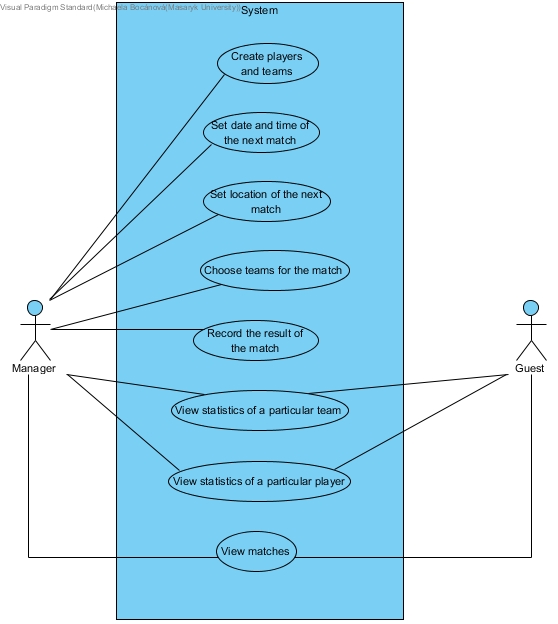 Visual Paradigm Standard(Michaela Bocánová(Masaryk University))
System
Create players
and teams
Set date and time of
the next match
Set location of the next
match
Choose teams for the match
Record the result of
the match
Manager
Guest
View statistics of a particular team
View statistics of a particular player
View matches